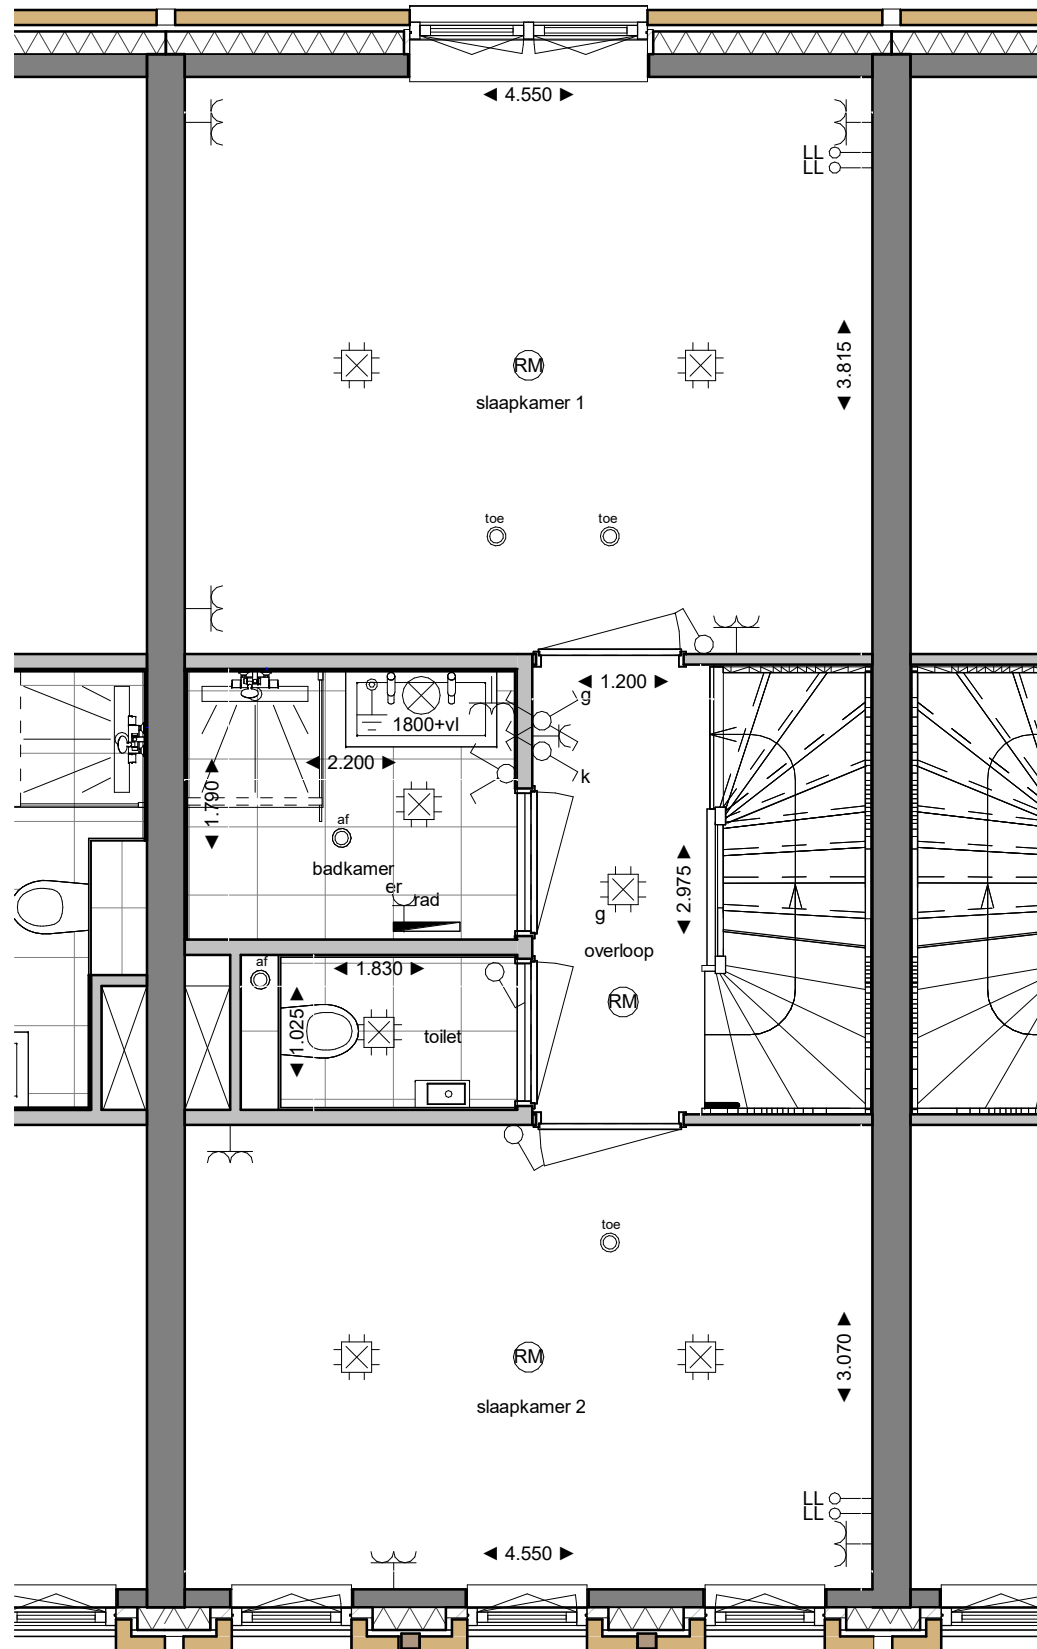 ◄ 4.550 ►
LL
LL
◄ 3.815 ►
RM
slaapkamer 1
toe
toe
◄ 1.200 ►
g
1800+vl
◄ 2.200 ►
k
◄ 1.790 ►
af
badkamer
er
rad
◄ 2.975 ►
g
overloop
af
◄ 1.830 ►
RM
◄ 1.025 ►
toilet
toe
◄ 3.070 ►
RM
slaapkamer 2
LL
LL
◄ 4.550 ►